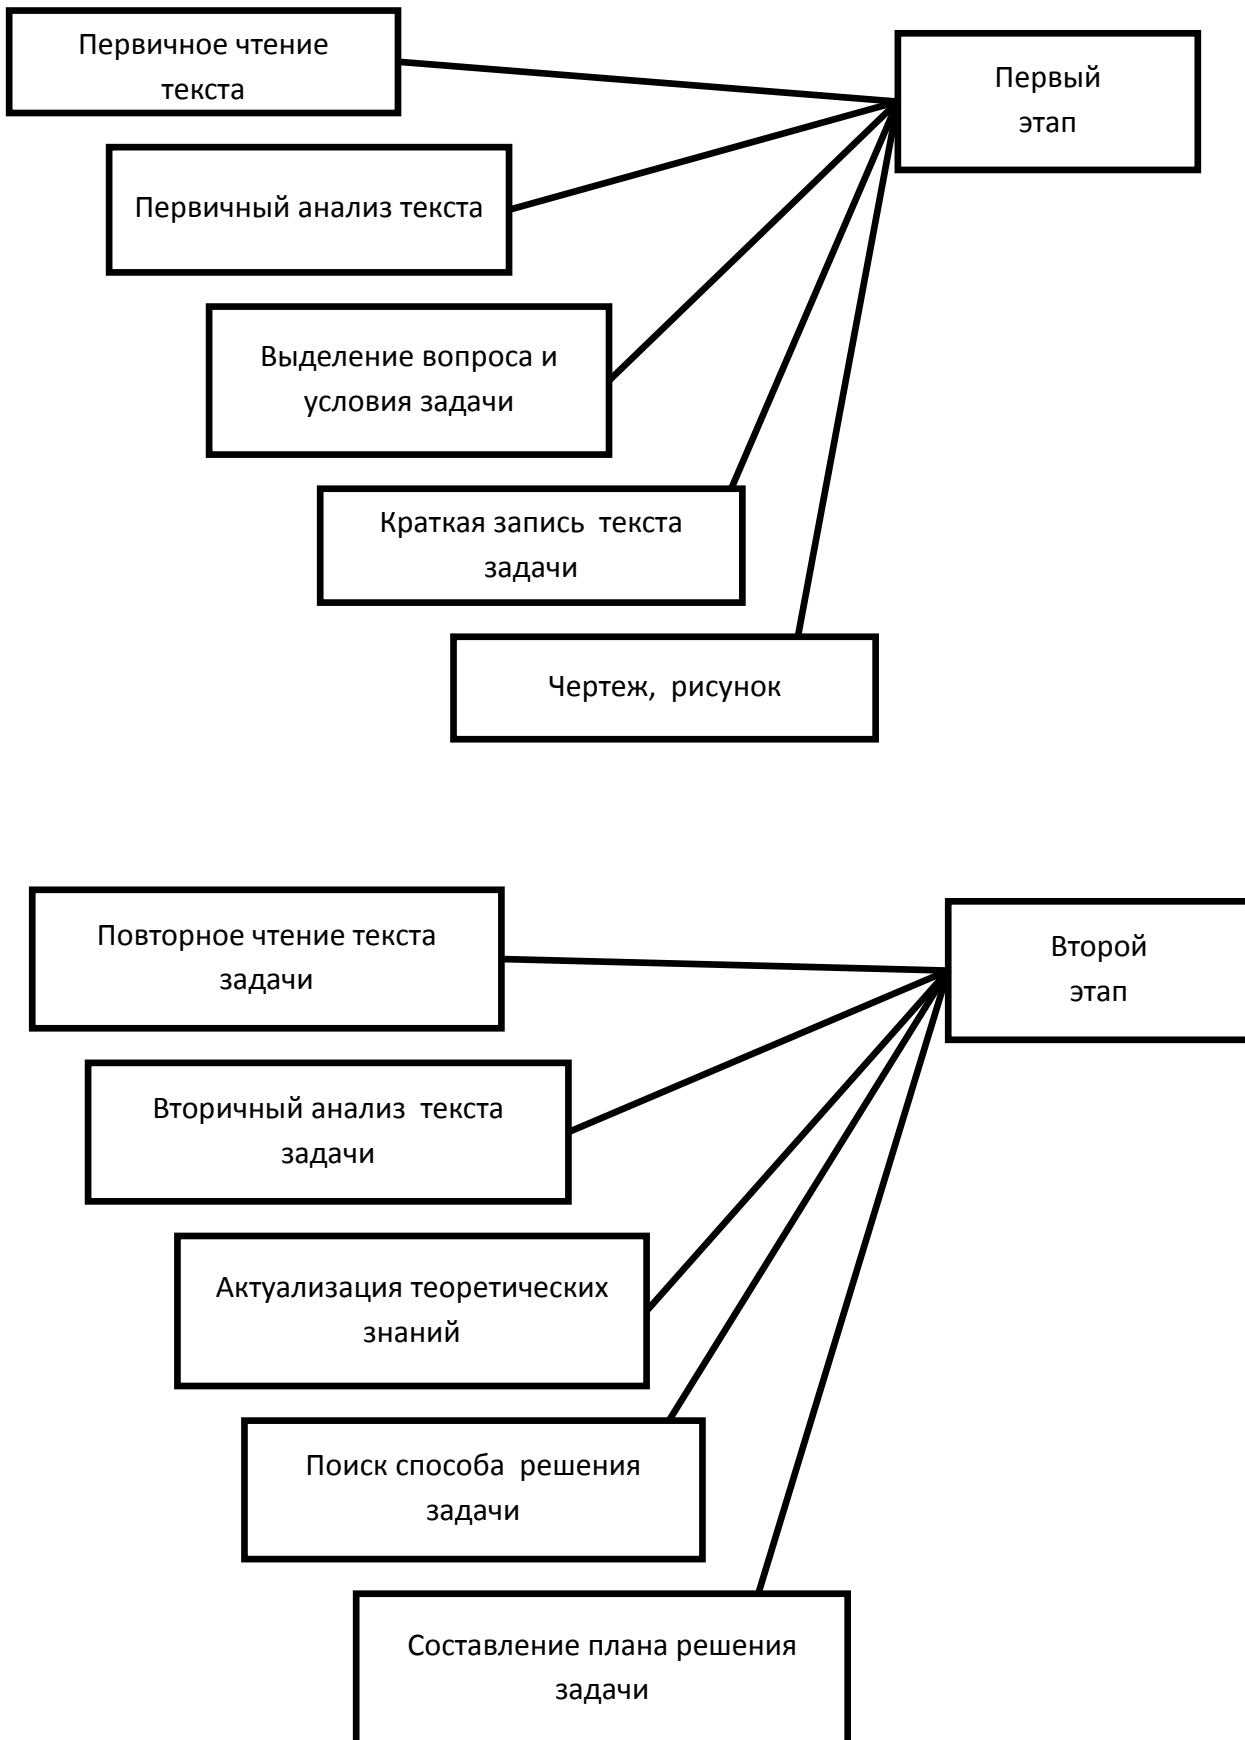 Первичное чтение
текста
Первый
этап
Первичный анализ текста
Выделение вопроса и
условия задачи
Краткая запись  текста
задачи
Чертеж,  рисунок
Повторное чтение текста
задачи
Второй
этап
Вторичный анализ  текста
задачи
Актуализация теоретических
знаний
Поиск способа  решения
задачи
Составление плана решения
задачи